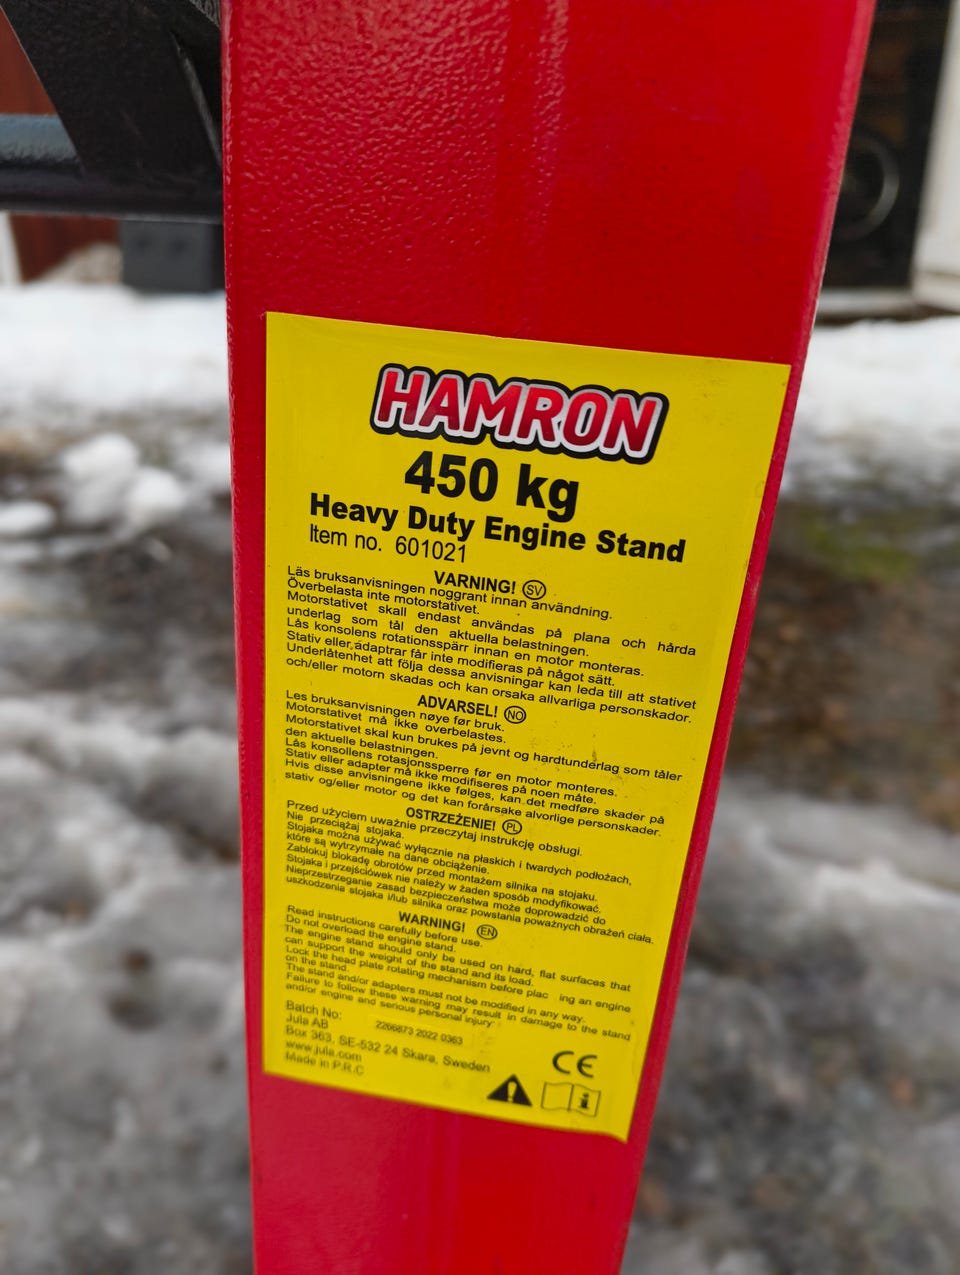 HAMRON
450 kg
Heavy Duty Engine Stand
Item no. 601021
VARNING! SV
Läs bruksanvisningen noggrant innan användning.
Överbelasta inte motorstativet.
Motorstativet skall endast användas på plana och hårda
underlag som tål den aktuella belastningen.
Lås konsolens rotationsspärr innan en motor monteras.
Stativ eller adaptrar får inte modifieras på något sätt.
Underlåtenhet att följa dessa anvisningar kan leda till att stativet
och/eller motorn skadas och kan orsaka allvarliga personskador.
ADVARSEL! NO
Les bruksanvisningen nøye før bruk.
Motorstativet må ikke overbelastes.
Motorstativet skal kun brukes på jevnt og hardtunderlag som tåler
den aktuelle belastningen.
Lås konsollens rotasjonssperre før en motor monteres.
Stativ eller adapter må ikke modifiseres på noen måte.
Hvis disse anvisningene ikke følges, kan det medføre skader på
stativ og/eller motor og det kan forårsake alvorlige personskader.
OSTRZEŻENIE! PL
Przed użyciem uważnie przeczytaj instrukcję obsługi.
Nie przeciążaj stojaka.
Stojaka można używać wyłącznie na płaskich i twardych podłożach,
które są wytrzymałe na dane obciążenie.
Zablokuj blokadę obrotów przed montażem silnika na stojaku.
Stojaka i przejściówek nie należy w żaden sposób modyfikować.
Nieprzestrzeganie zasad bezpieczeństwa może doprowadzić do
uszkodzenia stojaka i/lub silnika oraz powstania poważnych obrażeń ciała.
WARNING! EN
Read instructions carefully before use.
Do not overload the engine stand.
The engine stand should only be used on hard, flat surfaces that
can support the weight of the stand and its load.
Lock the head plate rotating mechanism before plac ing an engine
on the stand.
The stand and/or adapters must not be modified in any way.
Failure to follow these warning may result in damage to the stand
and/or engine and serious personal injury
Batch No: 2266873 2022 0363
Jula AB
Box 363, SE-532 24 Skara, Sweden
www.jula.com
Made in P.R.C
CE